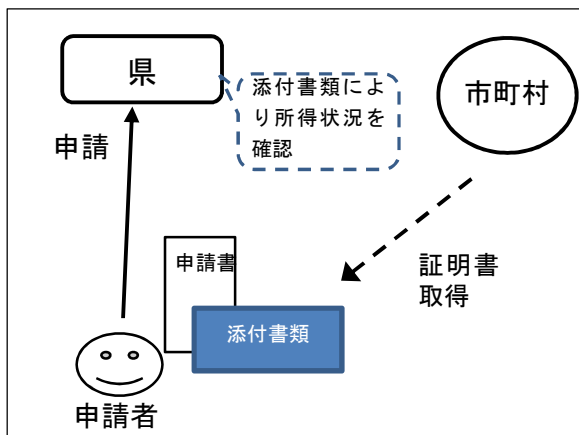 県
添付書類によ
り所得状況を
確認
市町村
申請
証明書
取得
申請書
添付書類
申請者